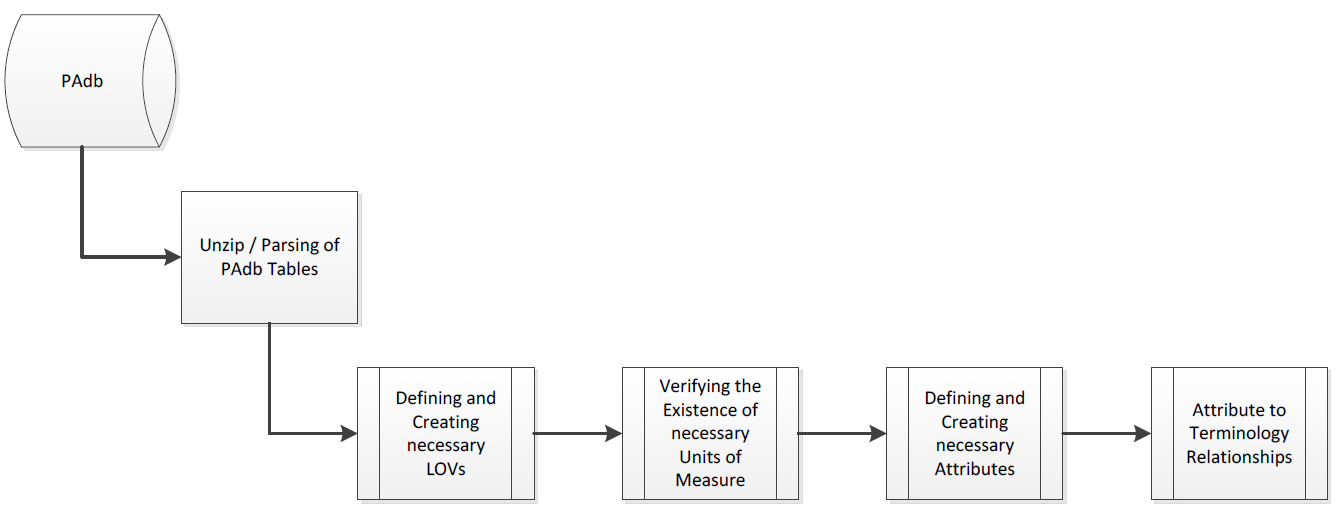 PAdb
Unzip / Parsing of
PAdb Tables
Defining and
Creating
necessary
LOVs
Verifying the
Existence of
necessary
Units of
Measure
Defining and
Creating
necessary
Attributes
Attribute to
Terminology
Relationships